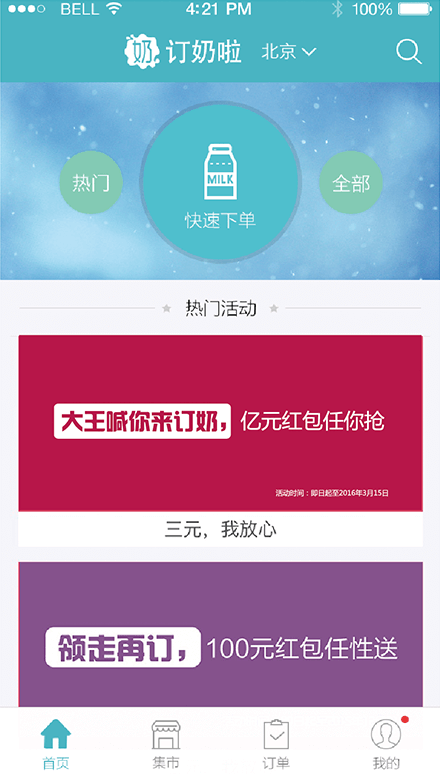 BELL 4:21 PM 100%
奶 订奶啦 北京
热门 MILK 全部
快速下单
热门活动
大王喊你来订奶，亿元红包任你抢
活动时间：即日起至2016年3月15日
三元，我放心
领走再订，100元红包任性送
首页 集市 订单 我的